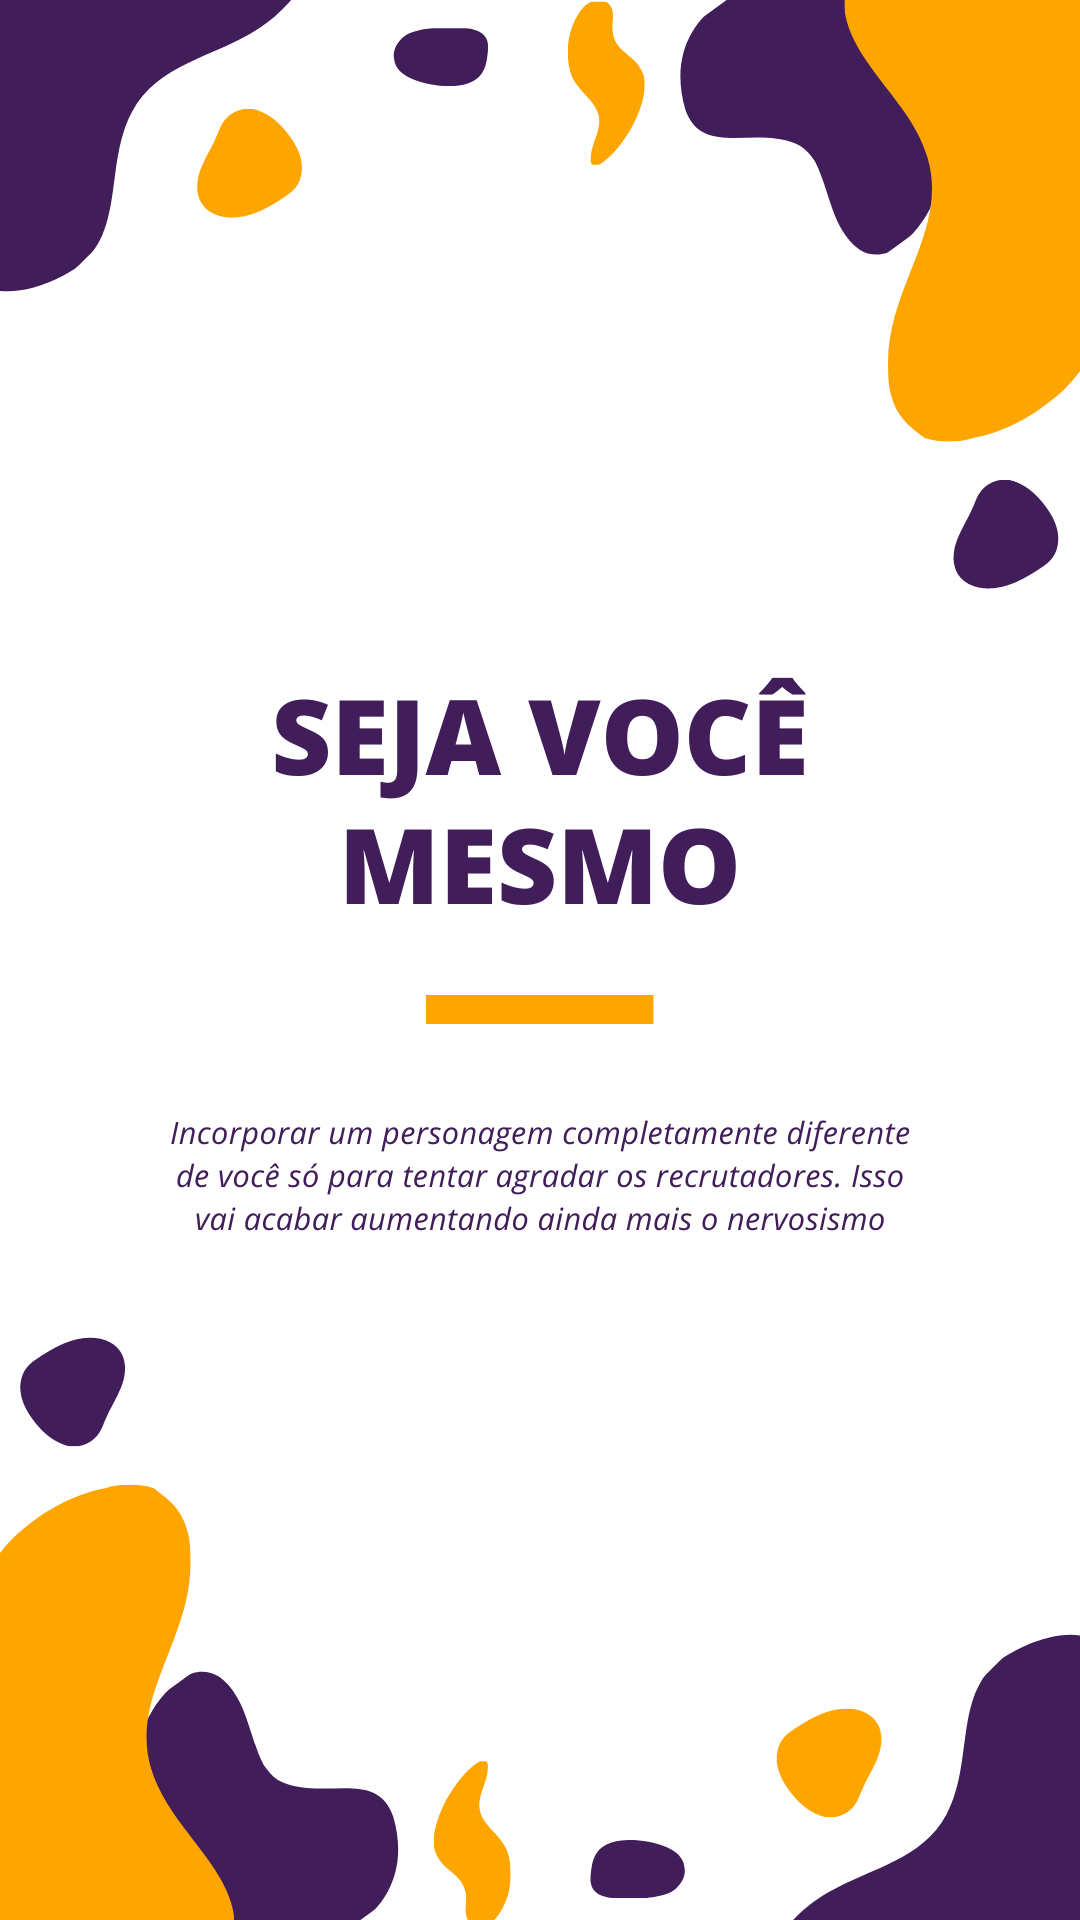 SEJA VOCÊ
MESMO
Incorporar um personagem completamente diferente
de você só para tentar agradar os recrutadores. Isso
vai acabar aumentando ainda mais o nervosismo